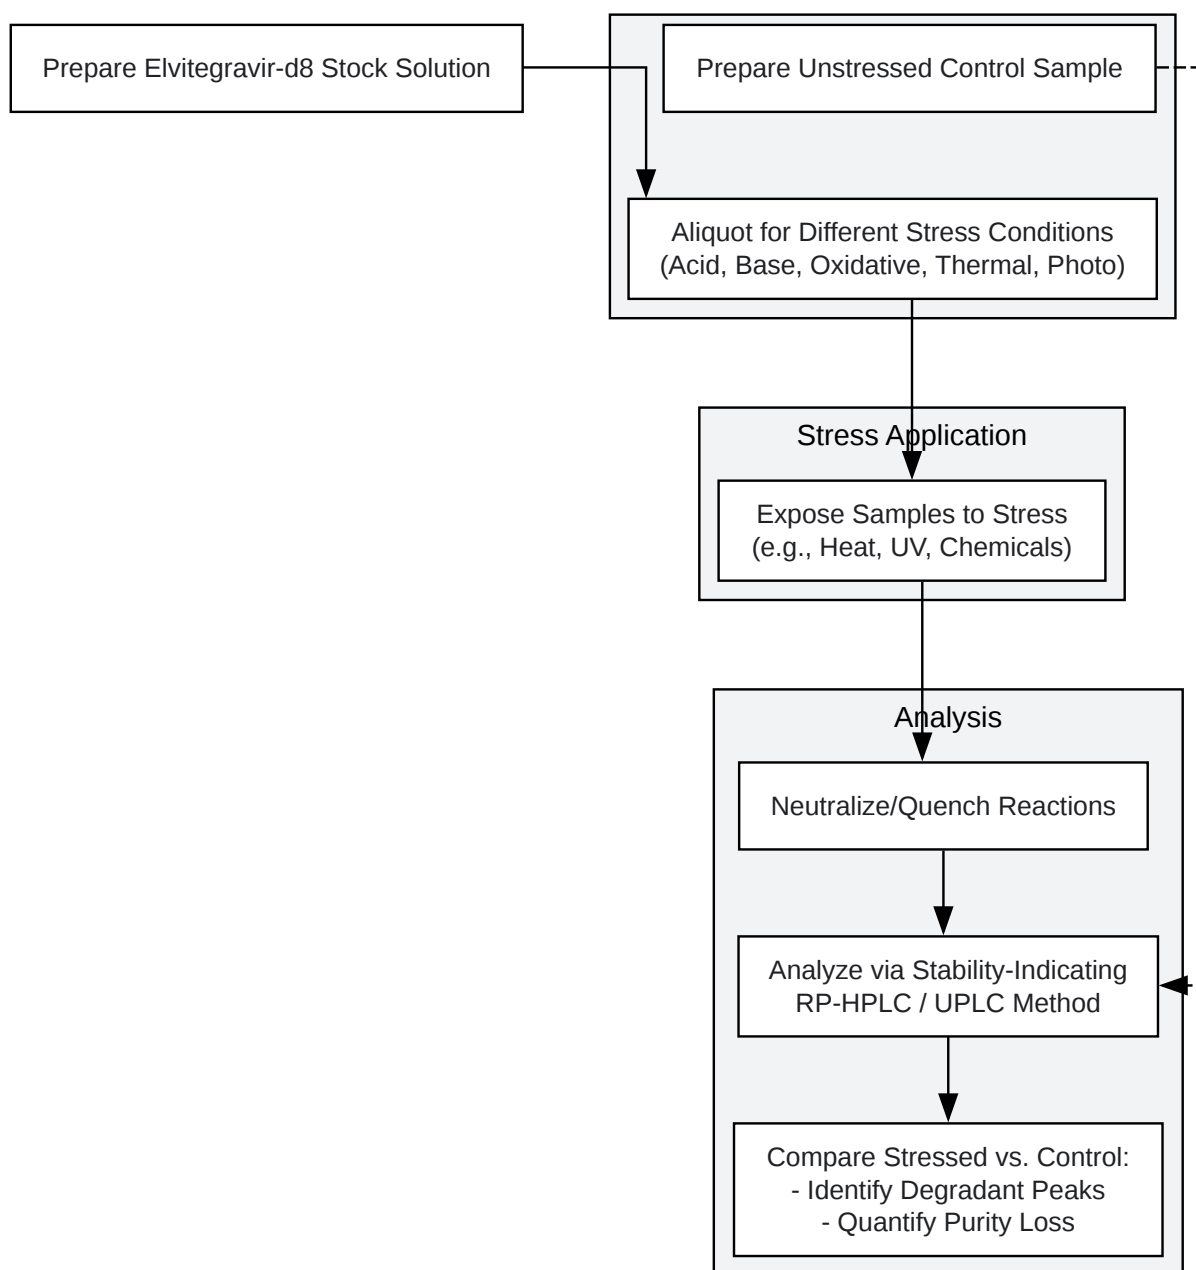 Prepare Elvitegravir-d8 Stock Solution
Prepare Unstressed Control Sample
Aliquot for Different Stress Conditions
(Acid, Base, Oxidative, Thermal, Photo)
Stress Application
Expose Samples to Stress
(e.g., Heat, UV, Chemicals)
Analysis
Neutralize/Quench Reactions
Analyze via Stability-Indicating
RP-HPLC / UPLC Method
Compare Stressed vs. Control:
- Identify Degradant Peaks
- Quantify Purity Loss